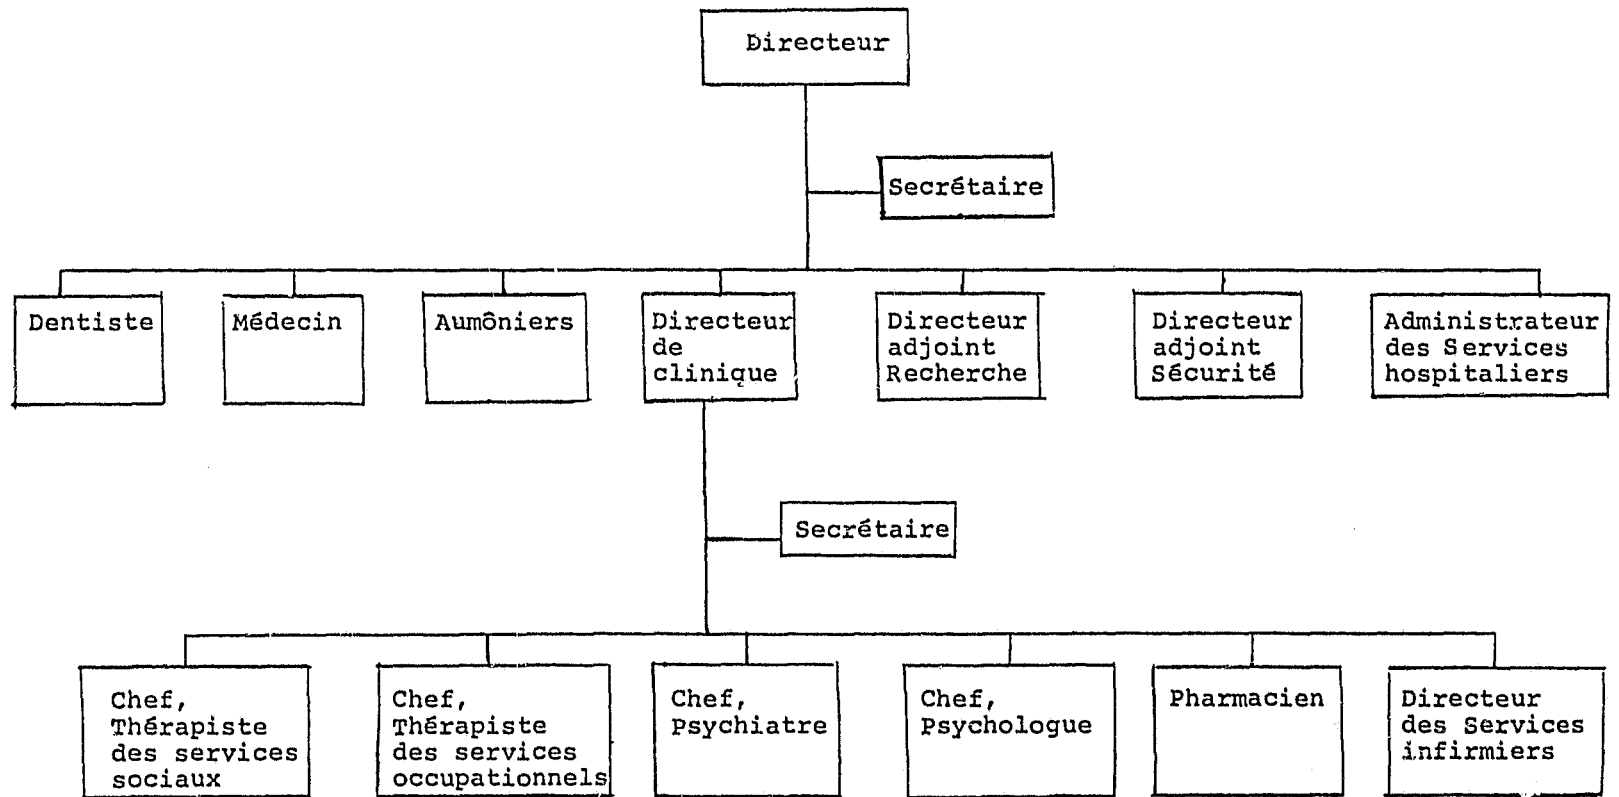 Directeur
Secrétaire
Dentiste
Médecin
Aumôniers
Directeur
de
clinique
Directeur
adjoint
Recherche
Directeur
adjoint
Sécurité
Administrateur
des Services
hospitaliers
Secrétaire
Chef,
Thérapiste
des services
sociaux
Chef,
Thérapiste
des services
occupationnels
Chef,
Psychiatre
Chef,
Psychologue
Pharmacien
Directeur
des Services
infirmiers